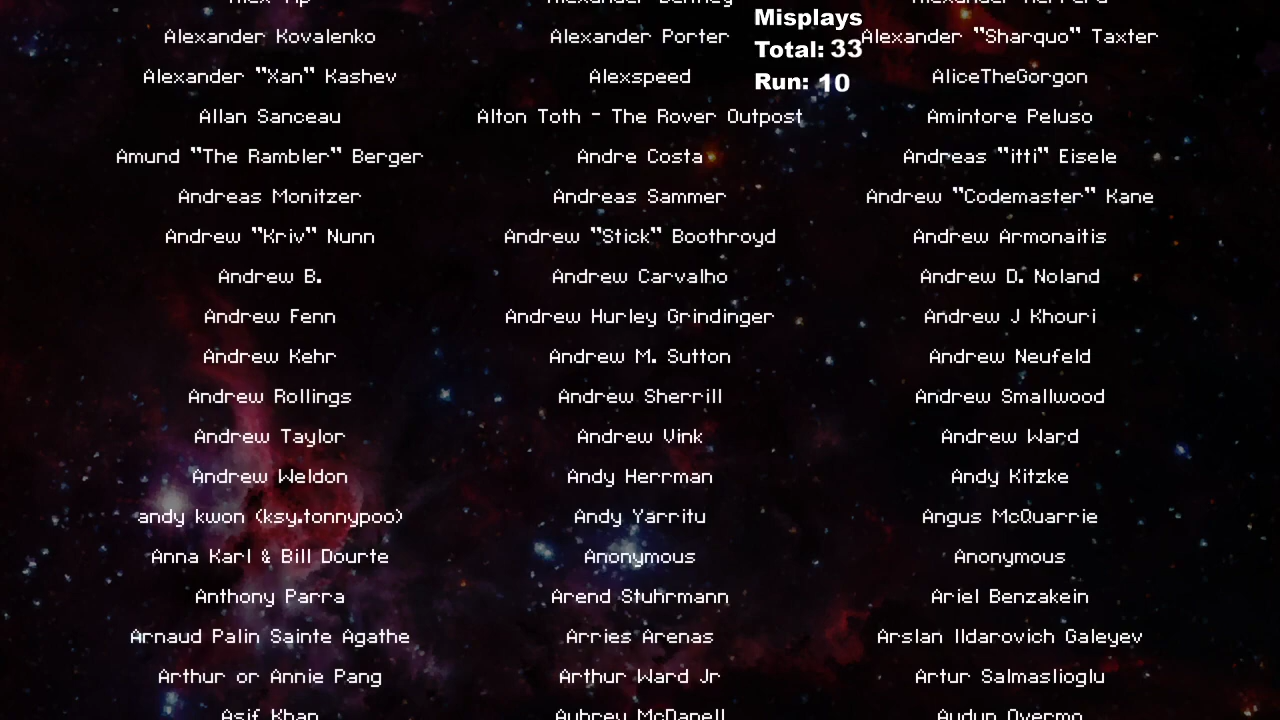 Alexander Kovalenko Alexander Porter Alexander "Sharquo" Taxter
Alexander "Xan" Kashev Alexspeed AliceTheGorgon
Allan Sanceau Alton Toth - The Rover Outpost Amintore Peluso
Amund "The Rambler" Berger Andre Costa Andreas "itti" Eisele
Andreas Monitzer Andreas Sammer Andrew "Codemaster" Kane
Andrew "Kriv" Nunn Andrew "Stick" Boothroyd Andrew Armonaitis
Andrew B. Andrew Carvalho Andrew D. Noland
Andrew Fenn Andrew Hurley Grindinger Andrew J Khouri
Andrew Kehr Andrew M. Sutton Andrew Neufeld
Andrew Rollings Andrew Sherrill Andrew Smallwood
Andrew Taylor Andrew Vink Andrew Ward
Andrew Weldon Andy Herrman Andy Kitzke
andy kwon (ksy.tonnypoo) Andy Yarritu Angus McQuarrie
Anna Karl & Bill Dourte Anonymous Anonymous
Anthony Parra Arend Stuhrmann Ariel Benzakein
Arnaud Palin Sainte Agathe Arries Arenas Arslan Ildarovich Galeyev
Arthur or Annie Pang Arthur Ward Jr Artur Salmaslioglu
Asif Khan Aubrey McDanell Audun Overmo
Misplays
Total: 33
Run: 10